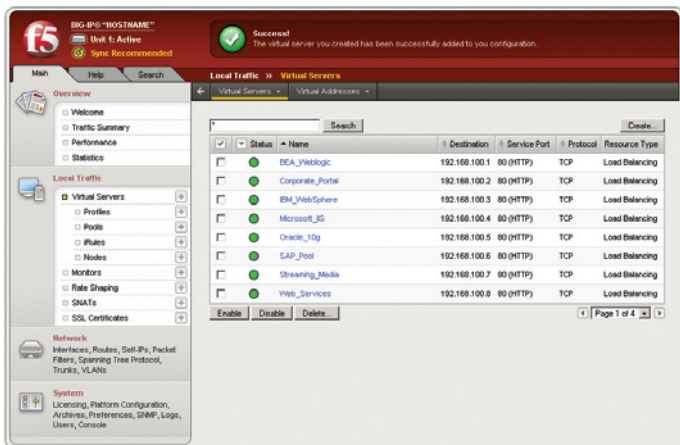 f5
BIG-IP® "HOSTNAME"
Unit 1: Active
Sync Recommended
Success!
The virtual server you created has been successfully added to you configuration.
Main
Help
Search
Local Traffic » Virtual Servers
Virtual Servers
Virtual Addresses
Overview
Welcome
Traffic Summary
Performance
Statistics
Local Traffic
Virtual Servers
Profiles
Pools
iRules
Nodes
Monitors
Rate Shaping
SNATs
SSL Certificates
Network
Interfaces, Routes, Self-IPs, Packet
Filters, Spanning Tree Protocol,
Trunks, VLANs
System
Licensing, Platform Configuration,
Archives, Preferences, SNMP, Logs,
Users, Console
* Search Create...
Status Name Destination Service Port Protocol Resource Type
BEA_Weblogic 192.168.100.1 80 (HTTP) TCP Load Balancing
Corporate_Portal 192.168.100.2 80 (HTTP) TCP Load Balancing
IBM_WebSphere 192.168.100.3 80 (HTTP) TCP Load Balancing
Microsoft_IIS 192.168.100.4 80 (HTTP) TCP Load Balancing
Oracle_10g 192.168.100.5 80 (HTTP) TCP Load Balancing
SAP_Pool 192.168.100.6 80 (HTTP) TCP Load Balancing
Streaming_Media 192.168.100.7 80 (HTTP) TCP Load Balancing
Web_Services 192.168.100.8 80 (HTTP) TCP Load Balancing
Enable Disable Delete... Page 1 of 4